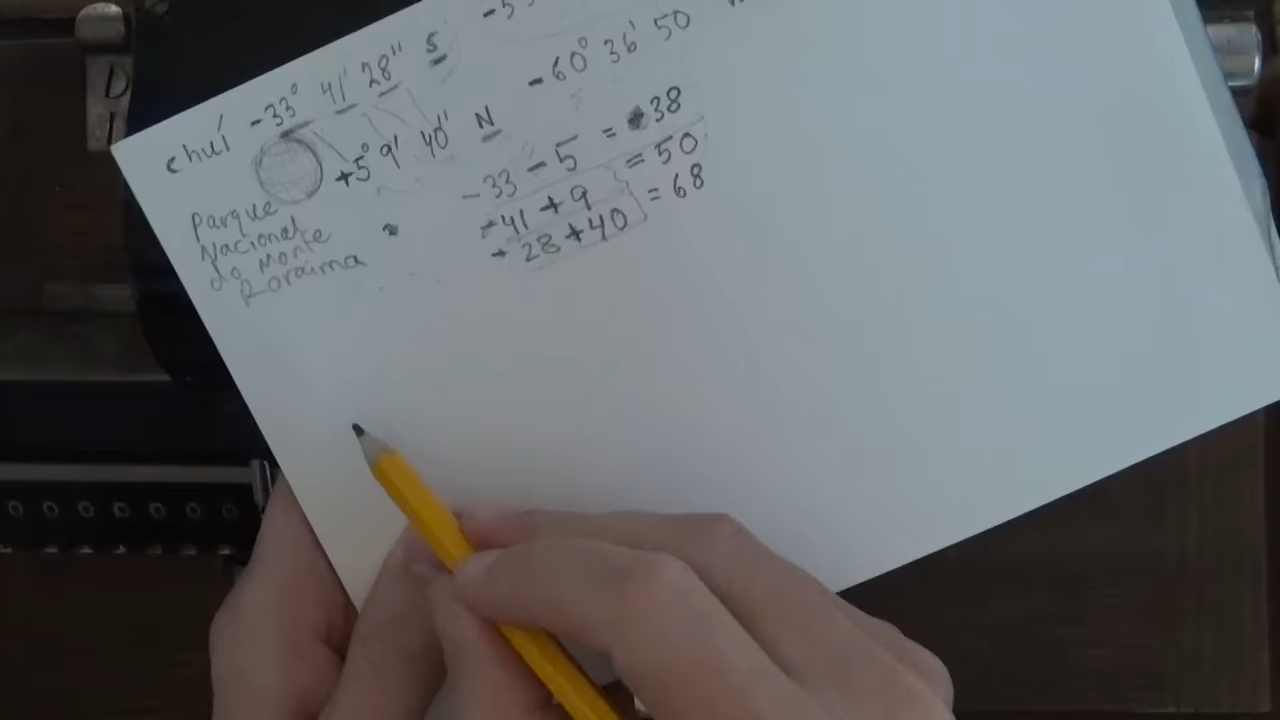 -5
chuí -33° 41' 28" S
-60° 36' 50
+5° 9' 40" N
Parque
Nacional
do Monte
Roraima
-33 - 5 = 38
-41 + 9 = 50
-28 + 40 = 68
D